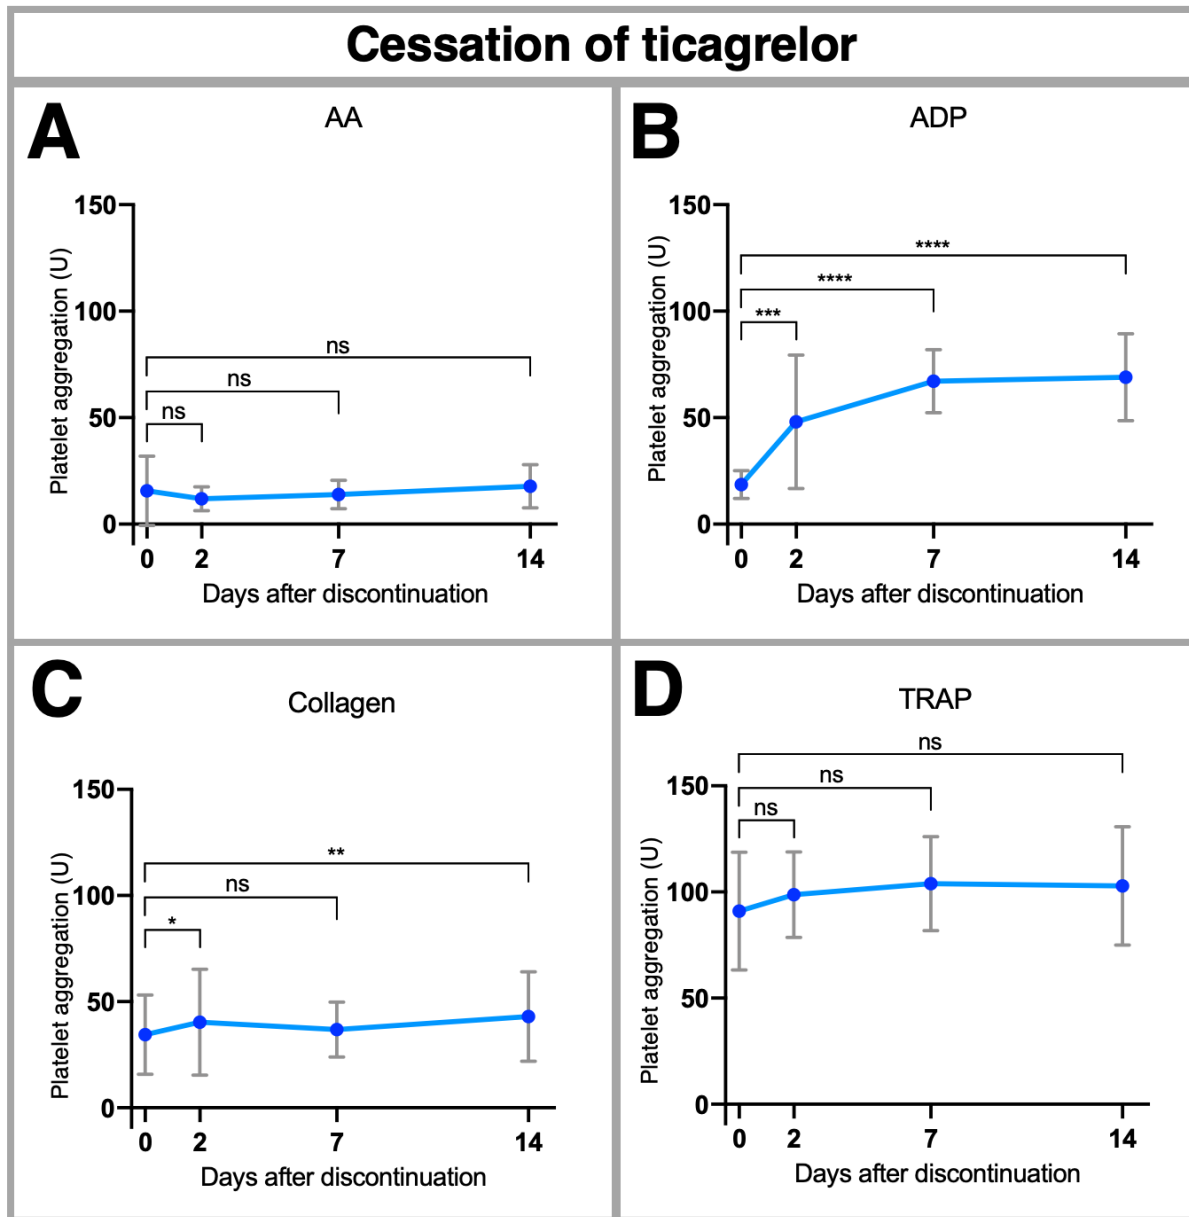 Cessation of ticagrelor
A
AA
150
100
50
0
Platelet aggregation (U)
ns
ns
ns
0 2 7 14
Days after discontinuation
B
ADP
150
100
50
0
Platelet aggregation (U)
****
****
***
0 2 7 14
Days after discontinuation
C
Collagen
150
100
50
0
Platelet aggregation (U)
**
ns
*
0 2 7 14
Days after discontinuation
D
TRAP
150
100
50
0
Platelet aggregation (U)
ns
ns
ns
0 2 7 14
Days after discontinuation